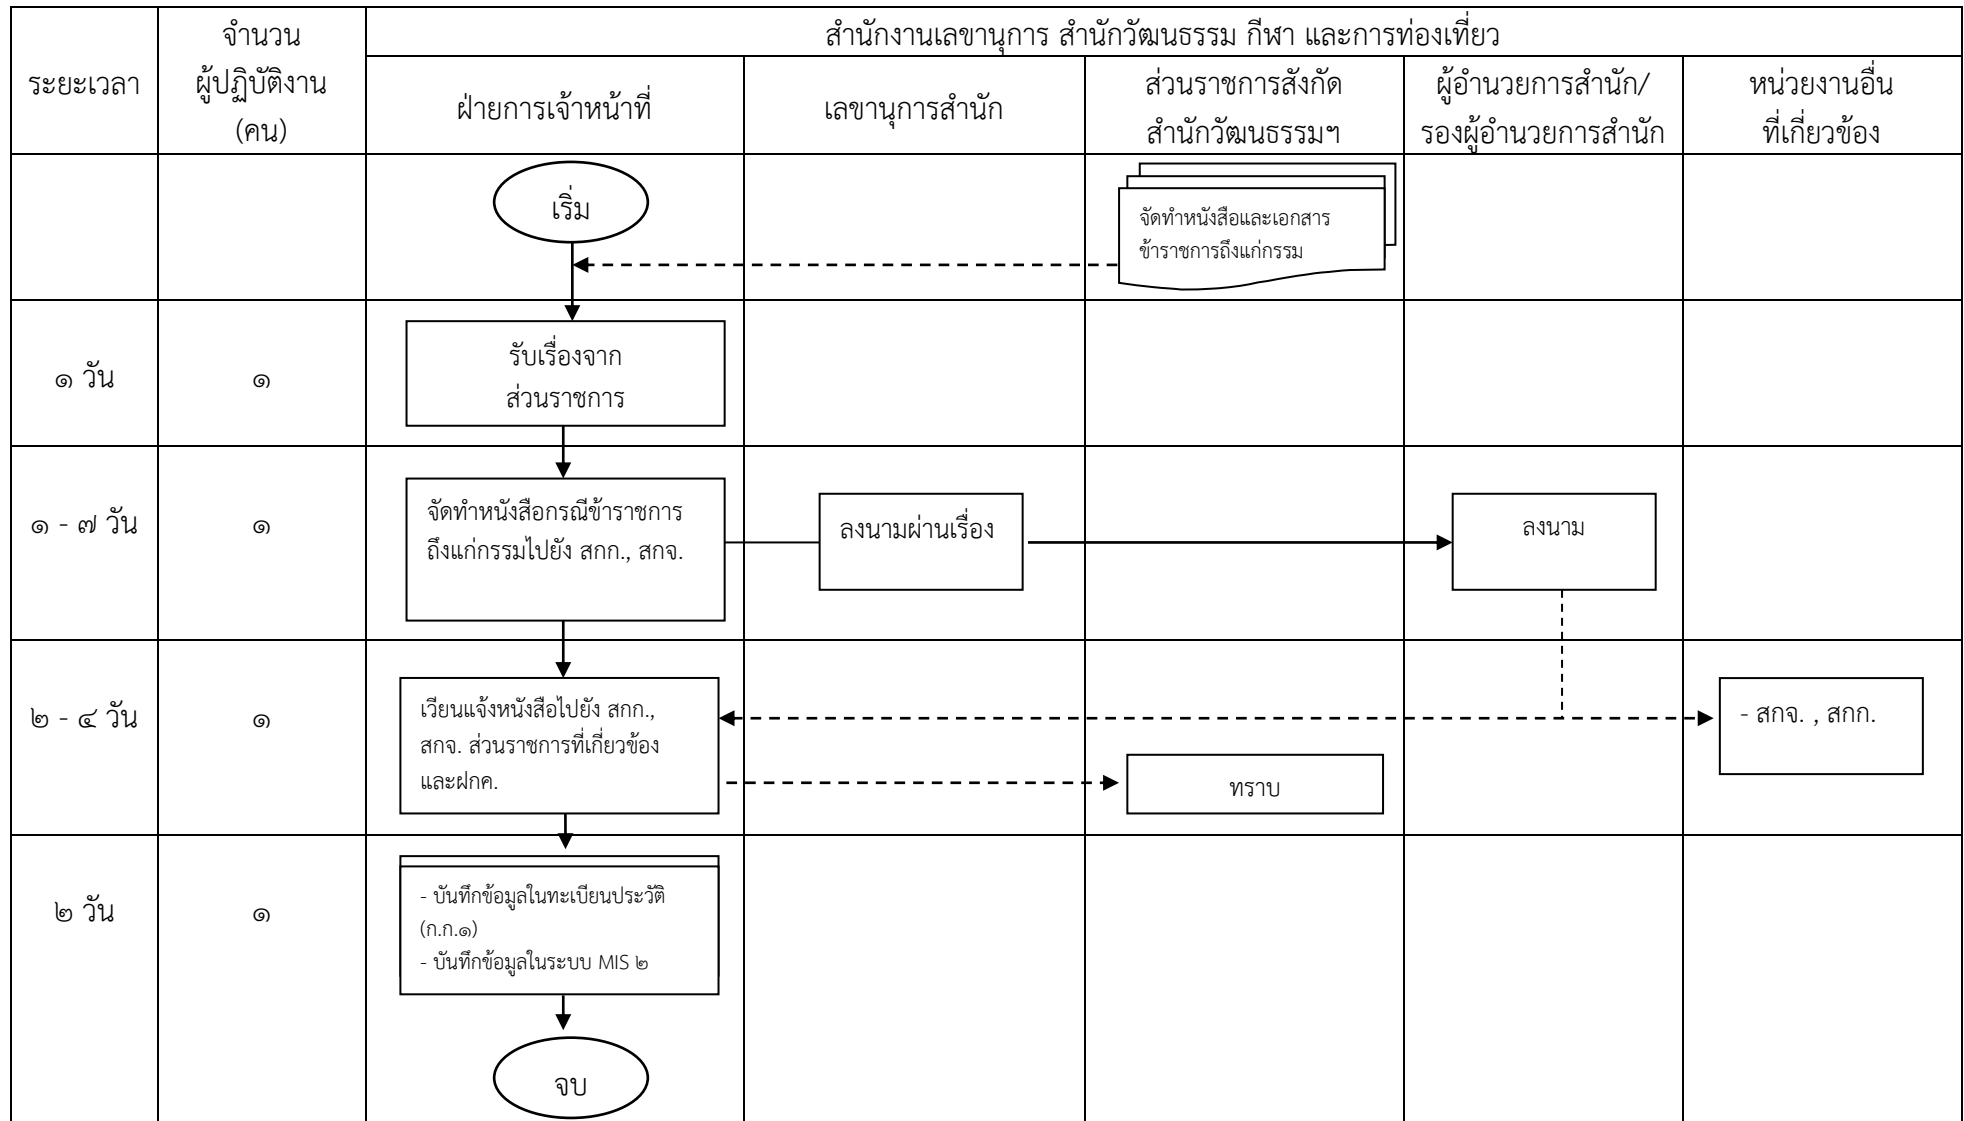 ระยะเวลา
จำนวน
ผู้ปฏิบัติงาน
(คน)
สำนักงานเลขานุการ สำนักวัฒนธรรม กีฬา และการท่องเที่ยว
ฝ่ายการเจ้าหน้าที่
เลขานุการสำนัก
ส่วนราชการสังกัด
สำนักวัฒนธรรมฯ
ผู้อำนวยการสำนัก/
รองผู้อำนวยการสำนัก
หน่วยงานอื่น
ที่เกี่ยวข้อง
เริ่ม
จัดทำหนังสือและเอกสาร
ข้าราชการถึงแก่กรรม
๑ วัน
๑
รับเรื่องจาก
ส่วนราชการ
๑ - ๗ วัน
๑
จัดทำหนังสือกรณีข้าราชการ
ถึงแก่กรรมไปยัง สกก., สกจ.
ลงนามผ่านเรื่อง
ลงนาม
๒ - ๔ วัน
๑
เวียนแจ้งหนังสือไปยัง สกก.,
สกจ. ส่วนราชการที่เกี่ยวข้อง
และฝกค.
ทราบ
- สกจ. , สกก.
๒ วัน
๑
- บันทึกข้อมูลในทะเบียนประวัติ
(ก.ก.๑)
- บันทึกข้อมูลในระบบ MIS ๒
จบ